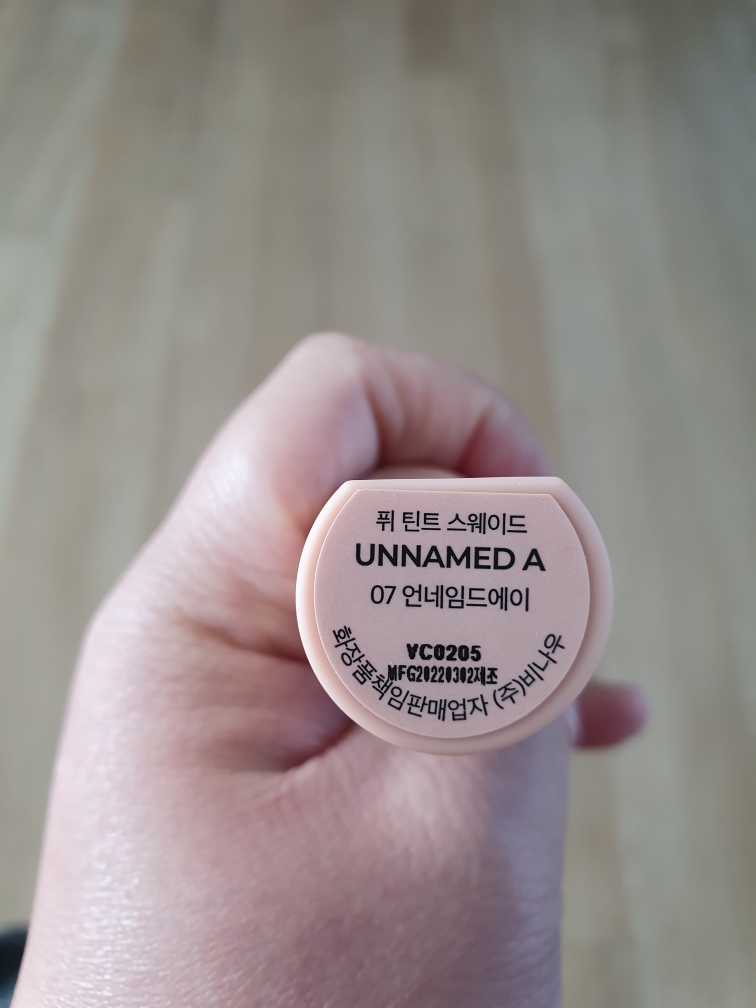 퓌 틴트 스웨이드
UNNAMED A
07 언네임드에이
VC0205
MFG20220302제조
화장품책임판매업자 (주)비나우